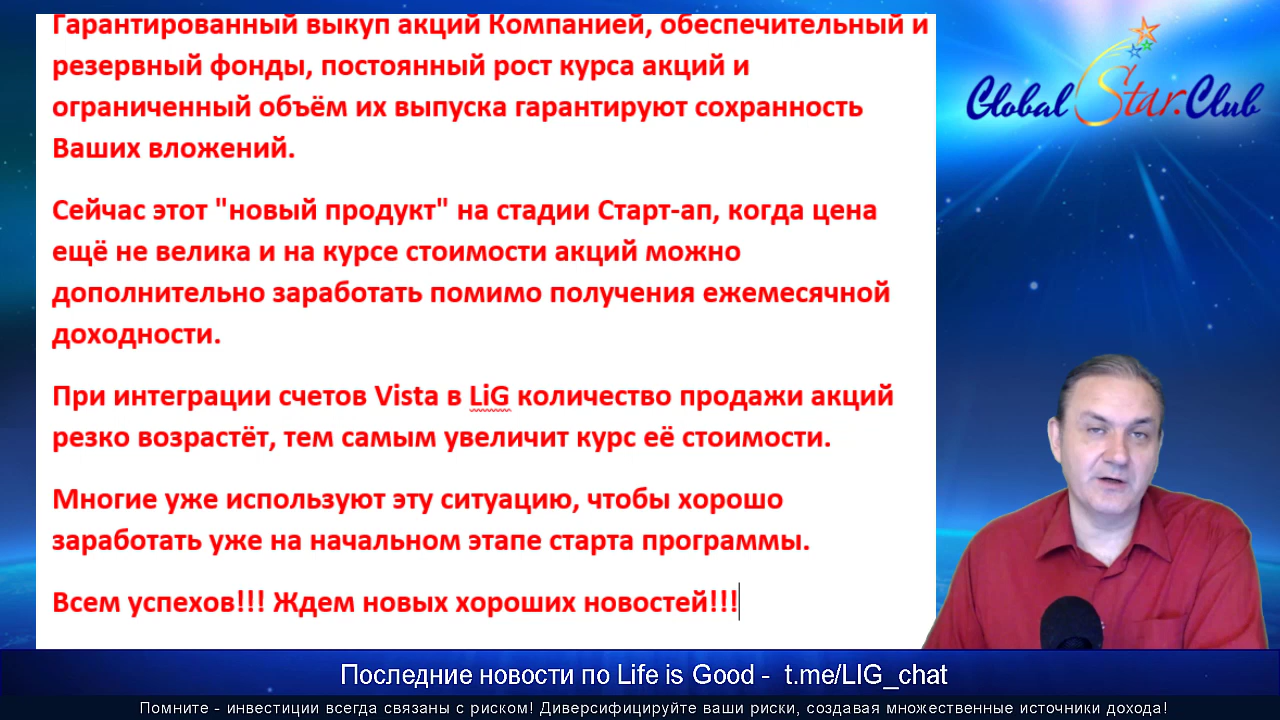 Гарантированный выкуп акций Компанией, обеспечительный и
резервный фонды, постоянный рост курса акций и
ограниченный объём их выпуска гарантируют сохранность
Ваших вложений.
Сейчас этот "новый продукт" на стадии Старт-ап, когда цена
ещё не велика и на курсе стоимости акций можно
дополнительно заработать помимо получения ежемесячной
доходности.
При интеграции счетов Vista в LiG количество продажи акций
резко возрастёт, тем самым увеличит курс её стоимости.
Многие уже используют эту ситуацию, чтобы хорошо
заработать уже на начальном этапе старта программы.
Всем успехов!!! Ждем новых хороших новостей!!!
Global Star.Club
Последние новости по Life is Good - t.me/LIG_chat
Помните - инвестиции всегда связаны с риском! Диверсифицируйте ваши риски, создавая множественные источники дохода!